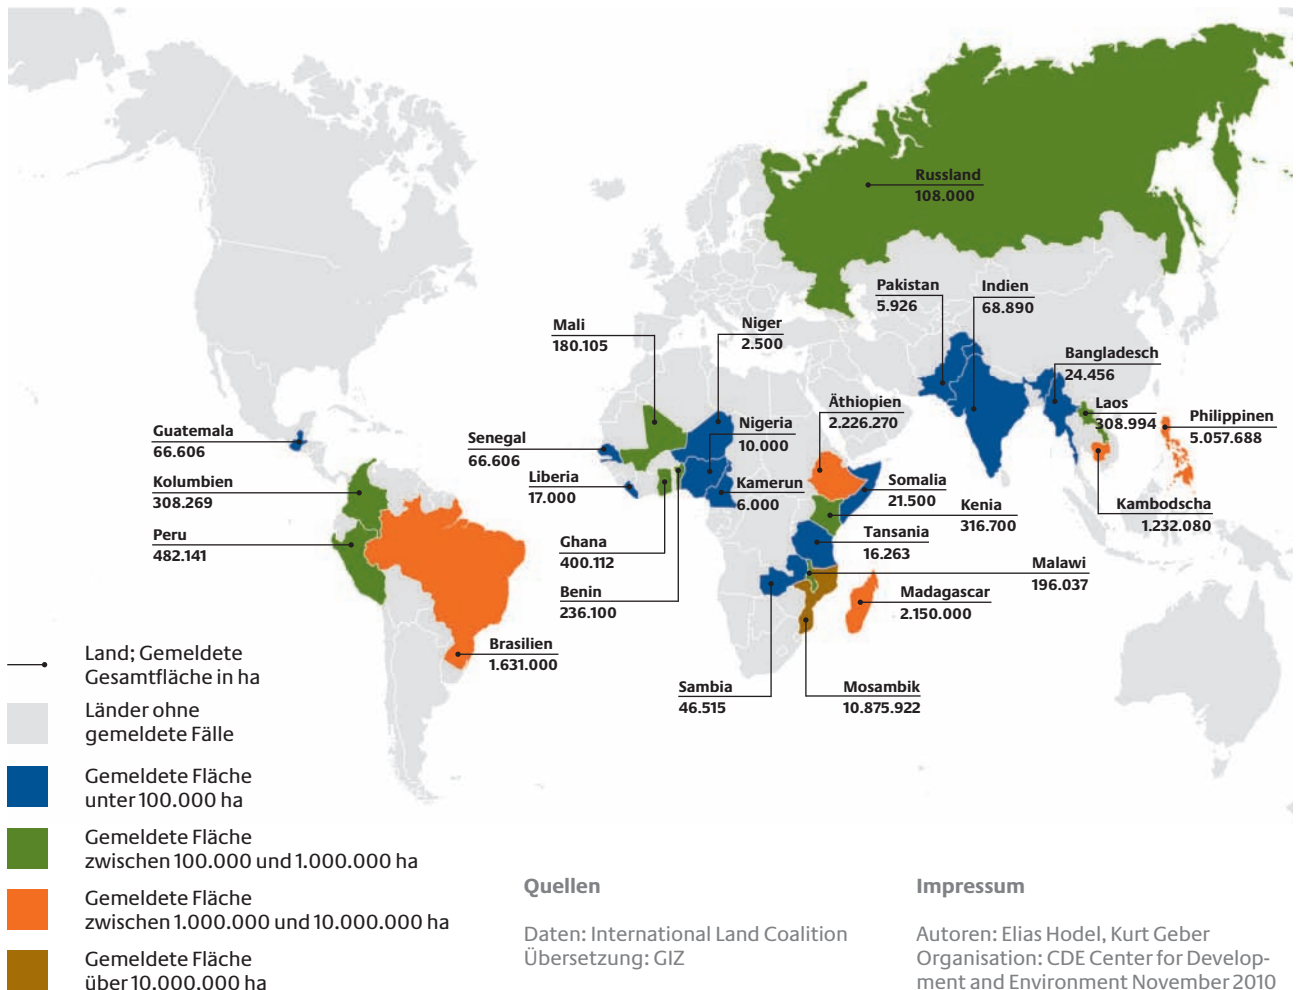 Russland
108.000
Pakistan
5.926
Indien
68.890
Mali
180.105
Niger
2.500
Bangladesch
24.456
Äthiopien
2.226.270
Laos
308.994
Philippinen
5.057.688
Nigeria
10.000
Guatemala
66.606
Senegal
66.606
Liberia
17.000
Kamerun
6.000
Somalia
21.500
Kolumbien
308.269
Kenia
316.700
Kambodscha
1.232.080
Peru
482.141
Ghana
400.112
Tansania
16.263
Malawi
196.037
Benin
236.100
Madagascar
2.150.000
Brasilien
1.631.000
Sambia
46.515
Mosambik
10.875.922
Land; Gemeldete
Gesamtfläche in ha
Länder ohne
gemeldete Fälle
Gemeldete Fläche
unter 100.000 ha
Gemeldete Fläche
zwischen 100.000 und 1.000.000 ha
Gemeldete Fläche
zwischen 1.000.000 und 10.000.000 ha
Gemeldete Fläche
über 10.000.000 ha
Quellen
Daten: International Land Coalition
Übersetzung: GIZ
Impressum
Autoren: Elias Hodel, Kurt Geber
Organisation: CDE Center for Develop-
ment and Environment November 2010